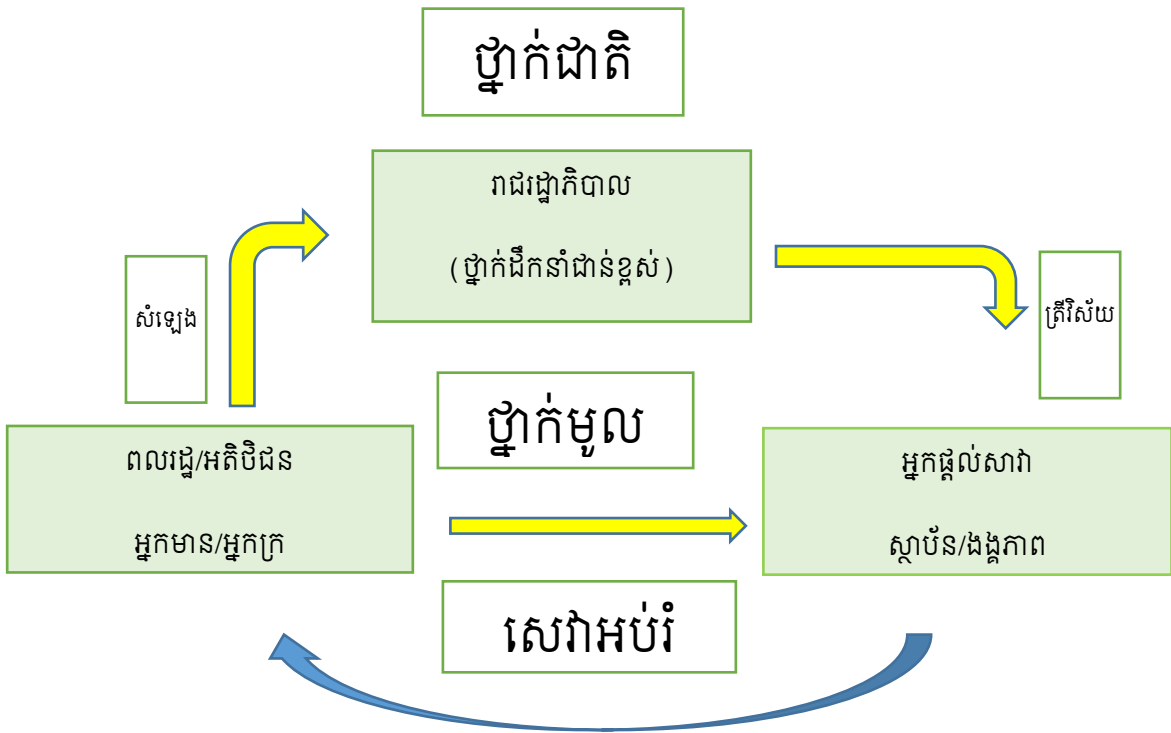 ថ្នាក់ជាតិ
រាជរដ្ឋាភិបាល
(ថ្នាក់ដឹកនាំជាន់ខ្ពស់)
សំឡេង
ត្រីវិស័យ
ថ្នាក់មូល
ពលរដ្ឋ/អតិថិជន
អ្នកមាន/អ្នកក្រ
អ្នកផ្តល់សាវា
ស្ថាប័ន/ងង្គភាព
សេវាអប់រំ